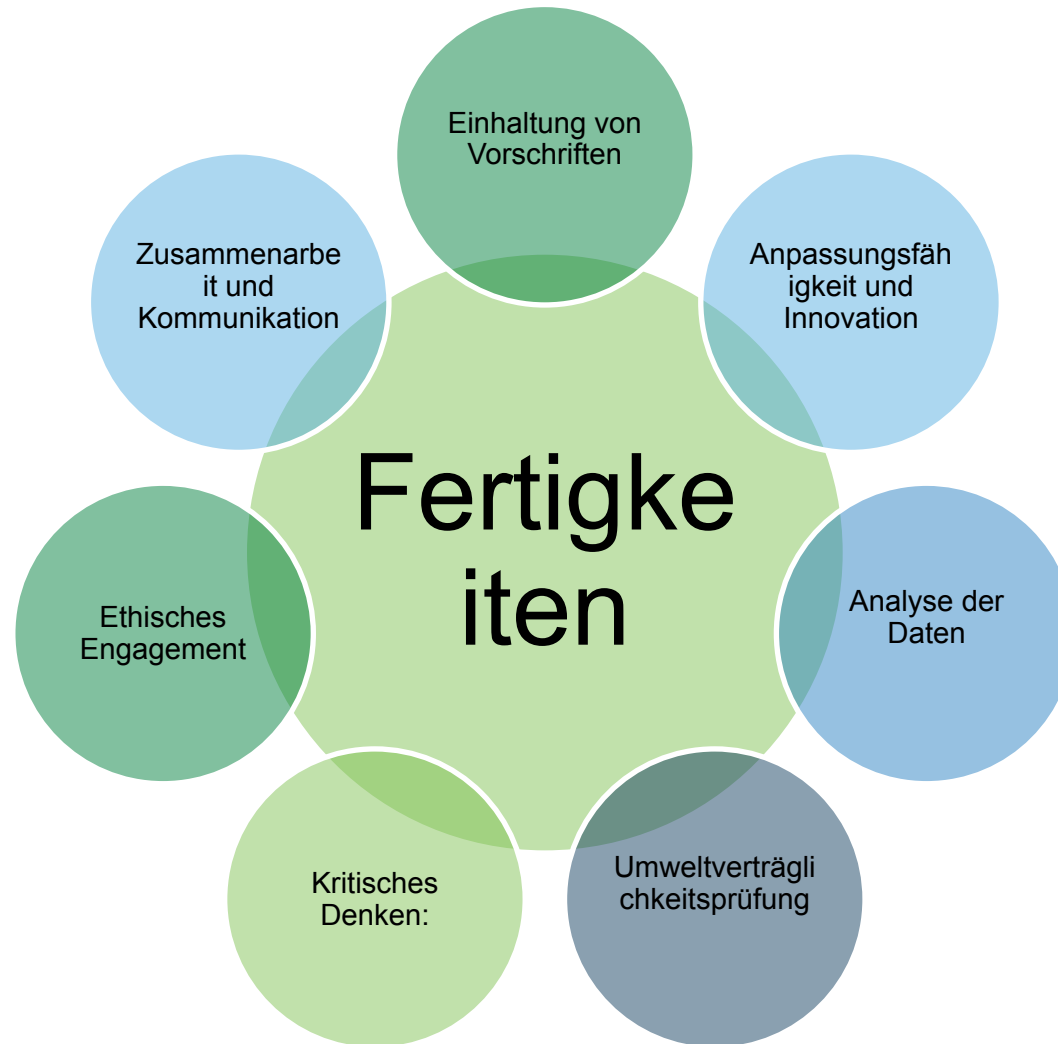 Einhaltung von
Vorschriften
Anpassungsfäh
igkeit und
Innovation
Analyse der
Daten
Umweltverträgli
chkeitsprüfung
Kritisches
Denken:
Ethisches
Engagement
Zusammenarbe
it und
Kommunikation
Fertigke
iten